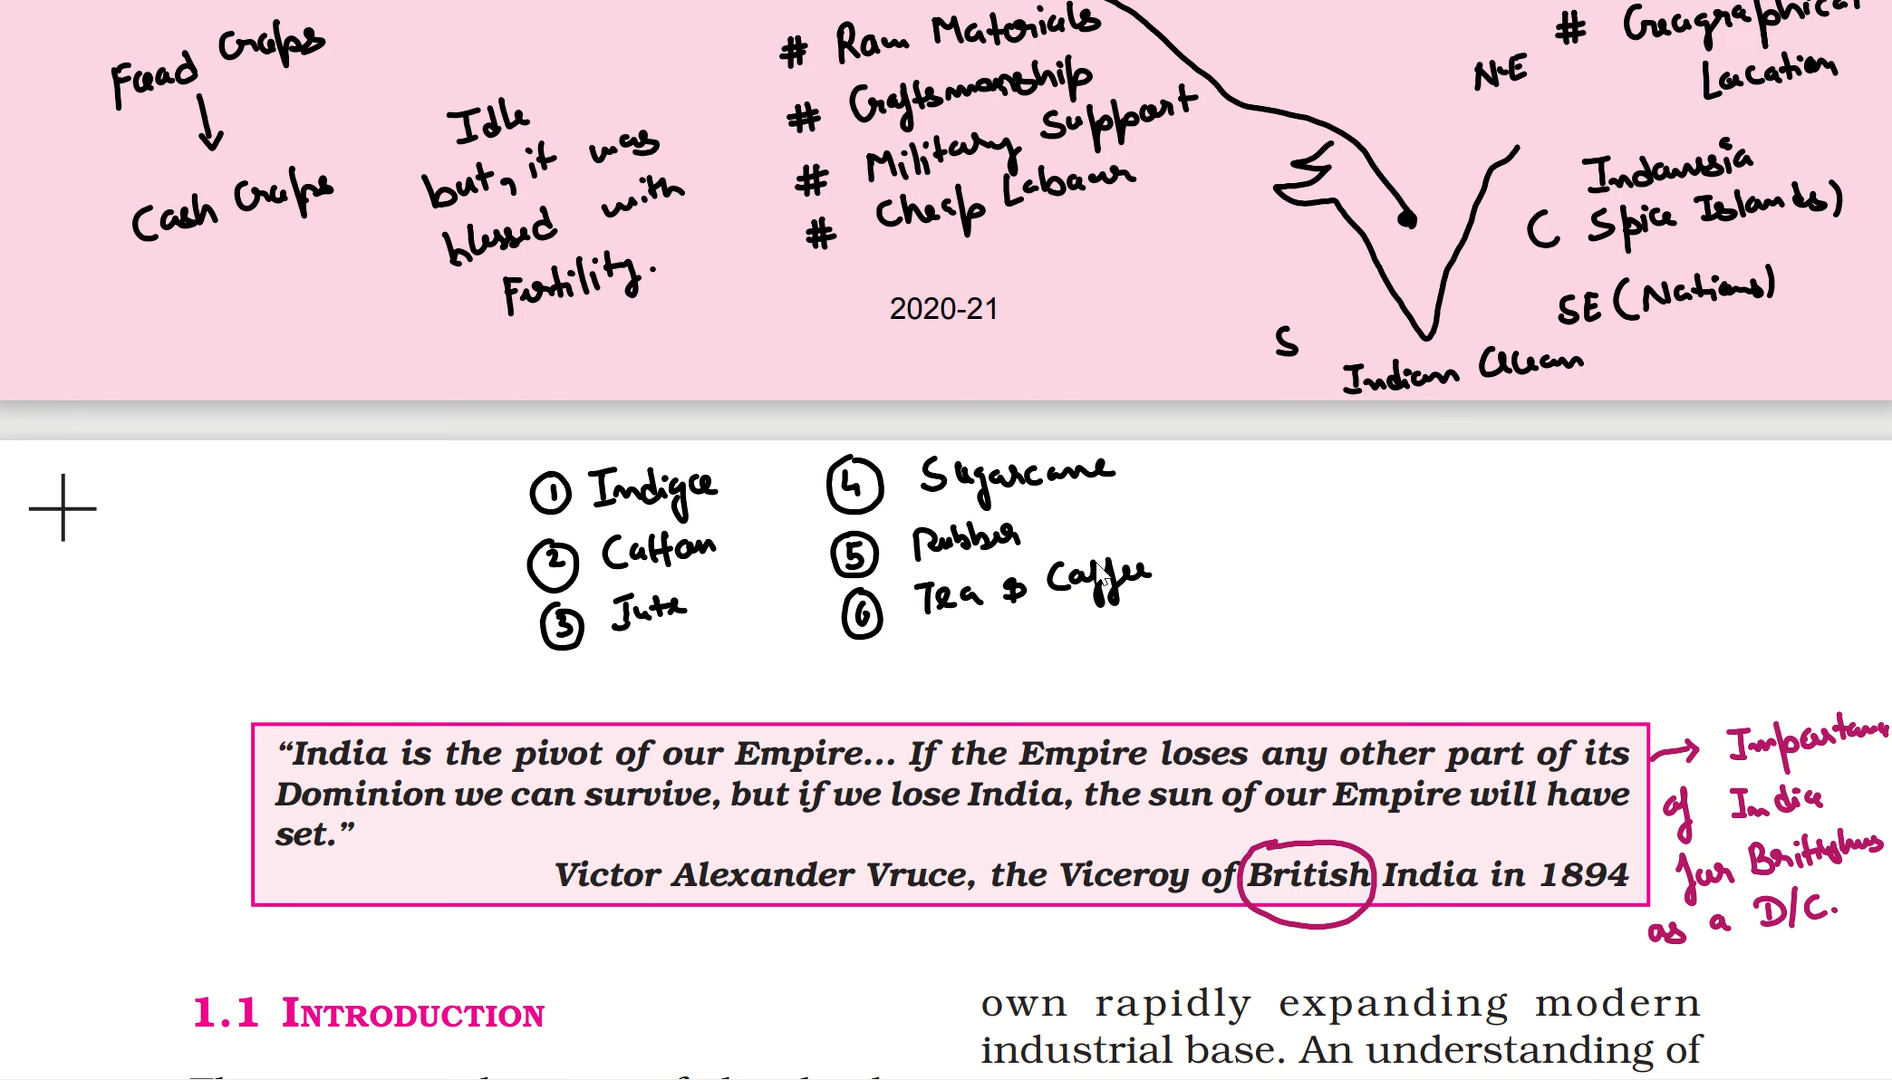 Food Crops
Cash Crops
Idle
but, it was
blessed with
Fertility.
# Raw Materials
# Craftsmanship
# Military Support
# Cheap Labour
2020-21
N-E
# Geographical
Location
Indonesia
( Spice Islands)
SE (Nations)
S
Indian Ocean
① Indigo
② Cotton
③ Jute
④ Sugarcane
⑤ Rubber
⑥ Tea & Coffee
“India is the pivot of our Empire... If the Empire loses any other part of its
Dominion we can survive, but if we lose India, the sun of our Empire will have
set.”
Victor Alexander Vruce, the Viceroy of British India in 1894
→ Importance
of India
for Britishers
as a D/C.
1.1 INTRODUCTION
own rapidly expanding modern
industrial base. An understanding of